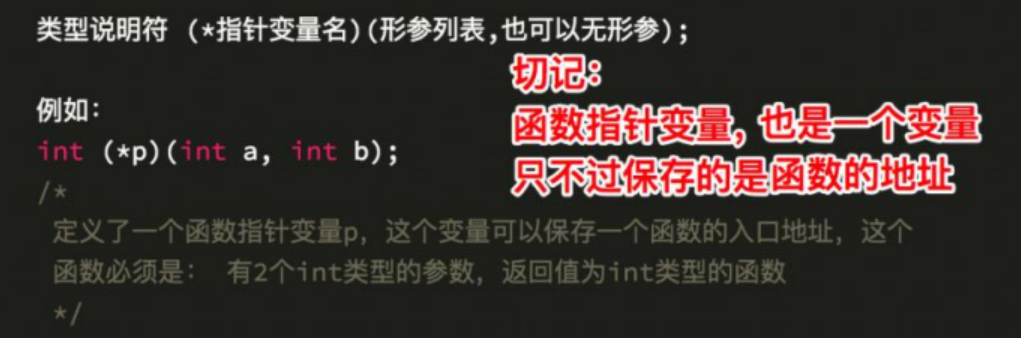 类型说明符 (*指针变量名)(形参列表,也可以无形参);
切记：
例如：
函数指针变量，也是一个变量
int (*p)(int a, int b);
只不过保存的是函数的地址
/*
定义了一个函数指针变量p，这个变量可以保存一个函数的入口地址，这个
函数必须是： 有2个int类型的参数，返回值为int类型的函数
*/